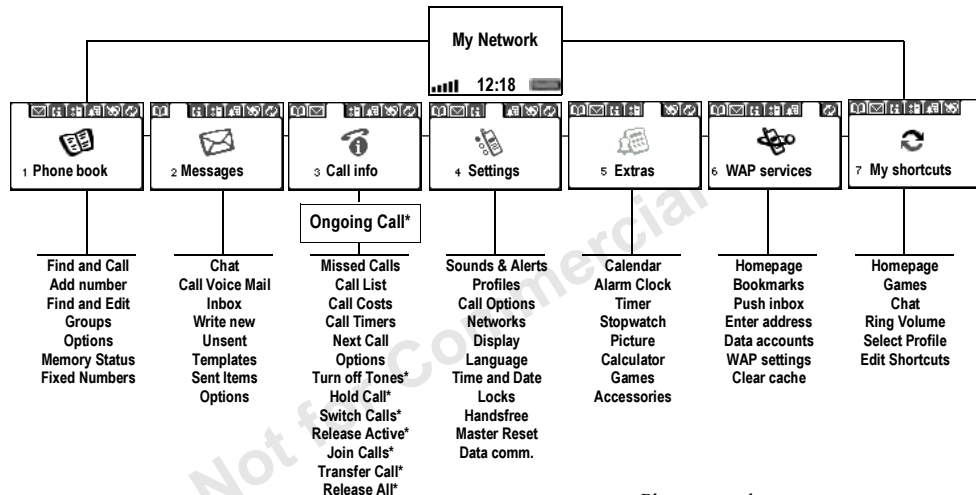 My Network
12:18
1 Phone book
2 Messages
3 Call info
4 Settings
5 Extras
6 WAP services
7 My shortcuts
Ongoing Call*
Find and Call
Add number
Find and Edit
Groups
Options
Memory Status
Fixed Numbers
Chat
Call Voice Mail
Inbox
Write new
Unsent
Templates
Sent Items
Options
Missed Calls
Call List
Call Costs
Call Timers
Next Call
Options
Turn off Tones*
Hold Call*
Switch Calls*
Release Active*
Join Calls*
Transfer Call*
Release All*
Sounds & Alerts
Profiles
Call Options
Networks
Display
Language
Time and Date
Locks
Handsfree
Master Reset
Data comm.
Calendar
Alarm Clock
Timer
Stopwatch
Picture
Calculator
Games
Accessories
Homepage
Bookmarks
Push inbox
Enter address
Data accounts
WAP settings
Clear cache
Homepage
Games
Chat
Ring Volume
Select Profile
Edit Shortcuts
Not for Commercial